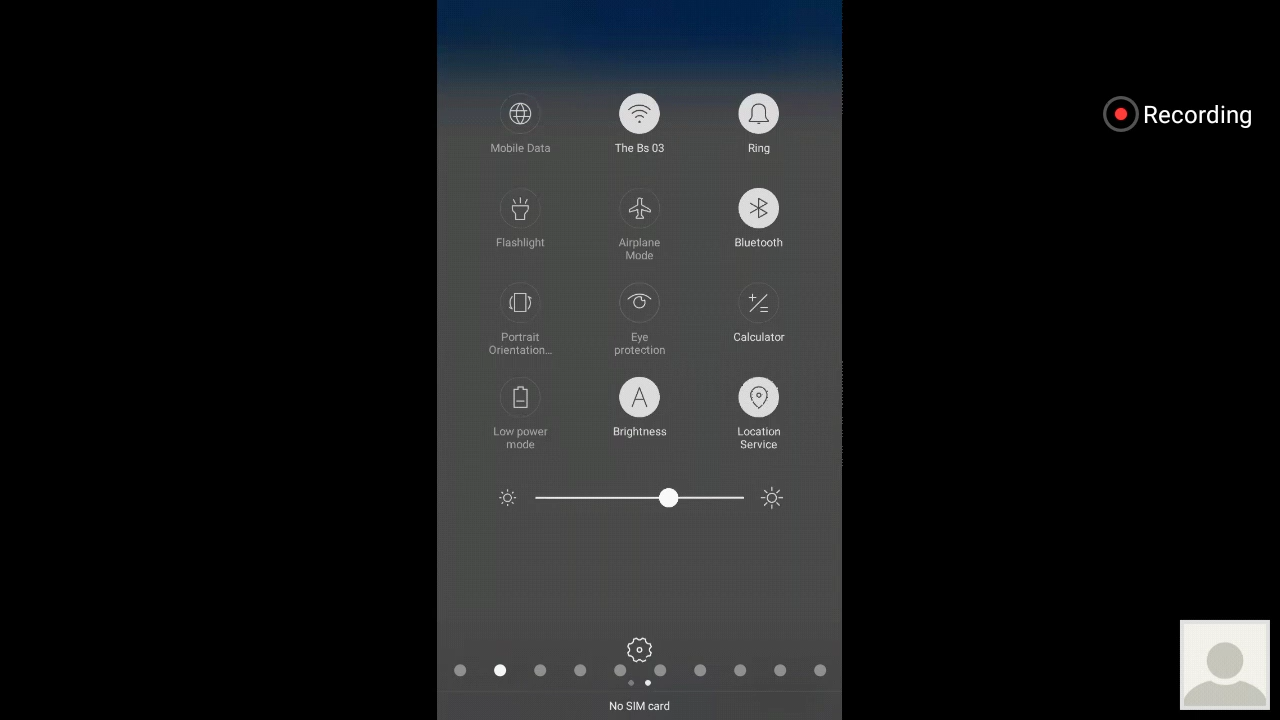 Recording
Mobile Data
The Bs 03
Ring
Flashlight
Airplane
Mode
Bluetooth
Portrait
Orientation...
Eye
protection
Calculator
Low power
mode
A
Brightness
Location
Service
No SIM card